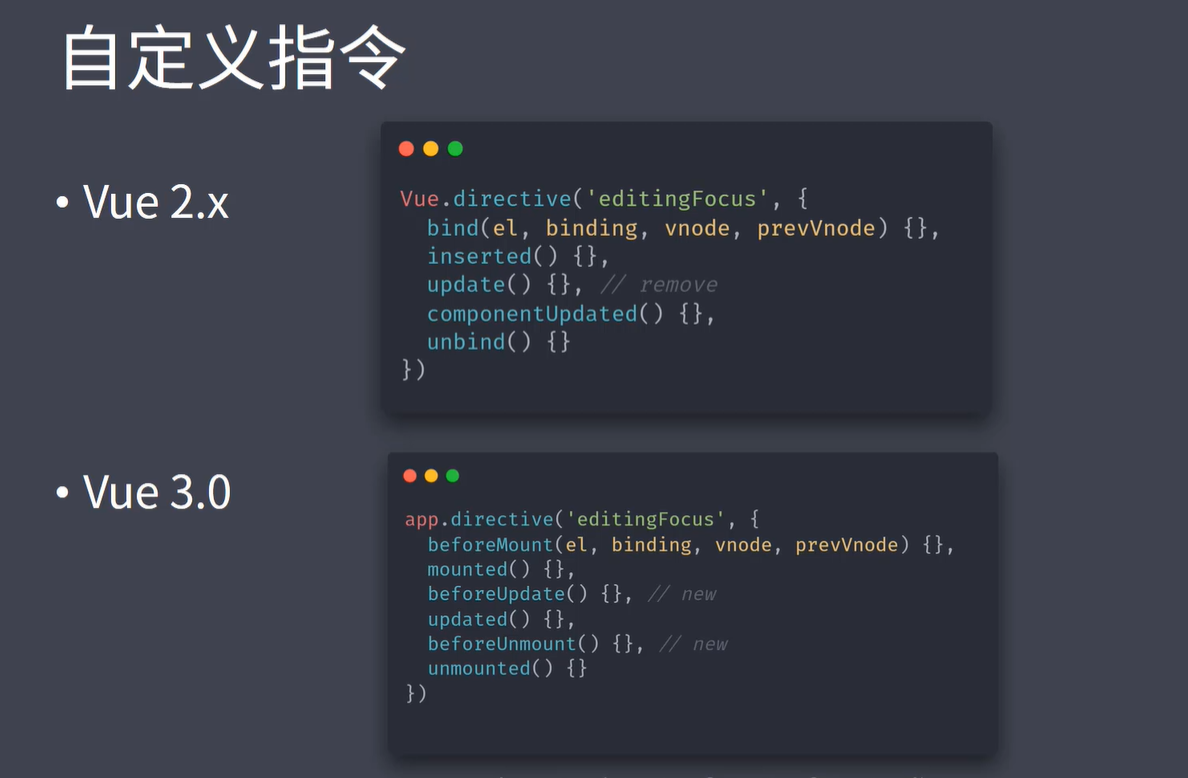 自定义指令
• Vue 2.x
Vue.directive('editingFocus', {
  bind(el, binding, vnode, prevVnode) {},
  inserted() {},
  update() {}, // remove
  componentUpdated() {},
  unbind() {}
})
• Vue 3.0
app.directive('editingFocus', {
  beforeMount(el, binding, vnode, prevVnode) {},
  mounted() {},
  beforeUpdate() {}, // new
  updated() {},
  beforeUnmount() {}, // new
  unmounted() {}
})